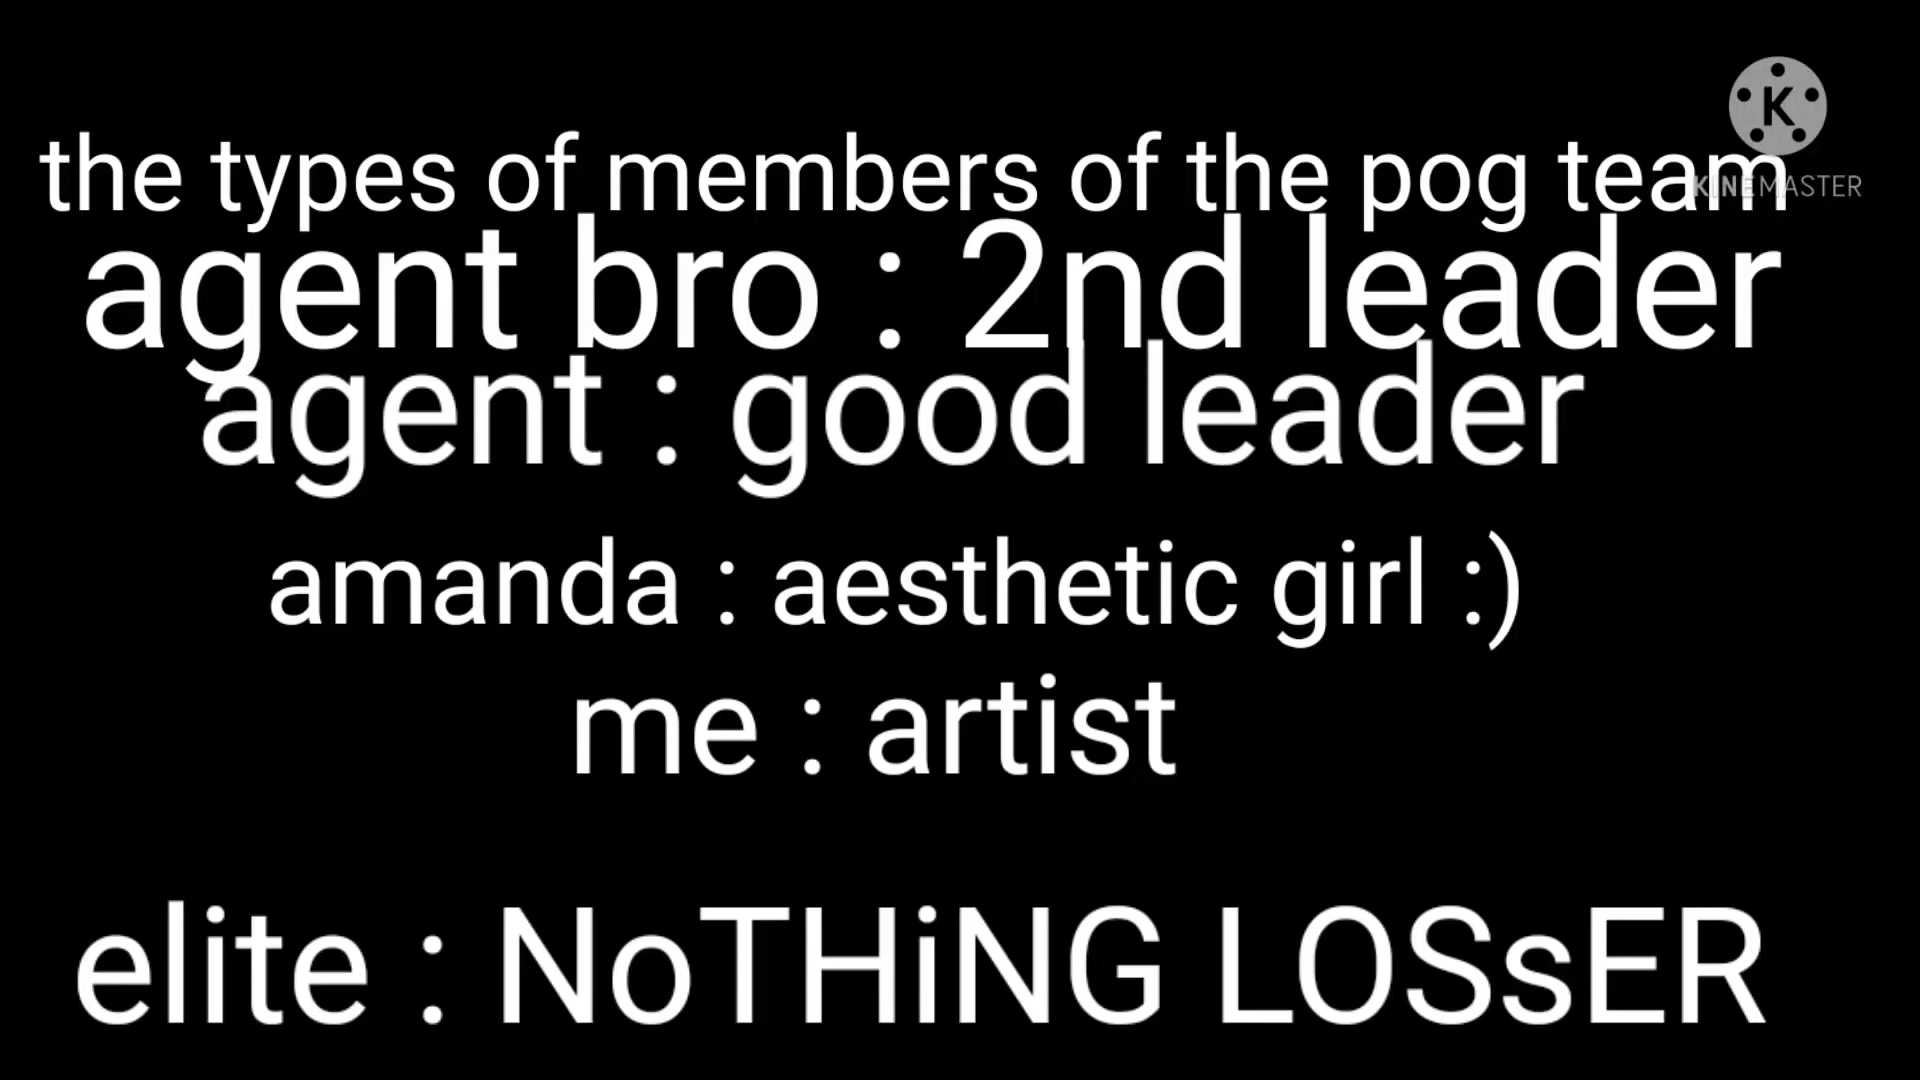 the types of members of the pog team
K
KINEMASTER
agent bro : 2nd leader
agent : good leader
amanda : aesthetic girl :)
me : artist
elite : NoTHiNG LOSsER